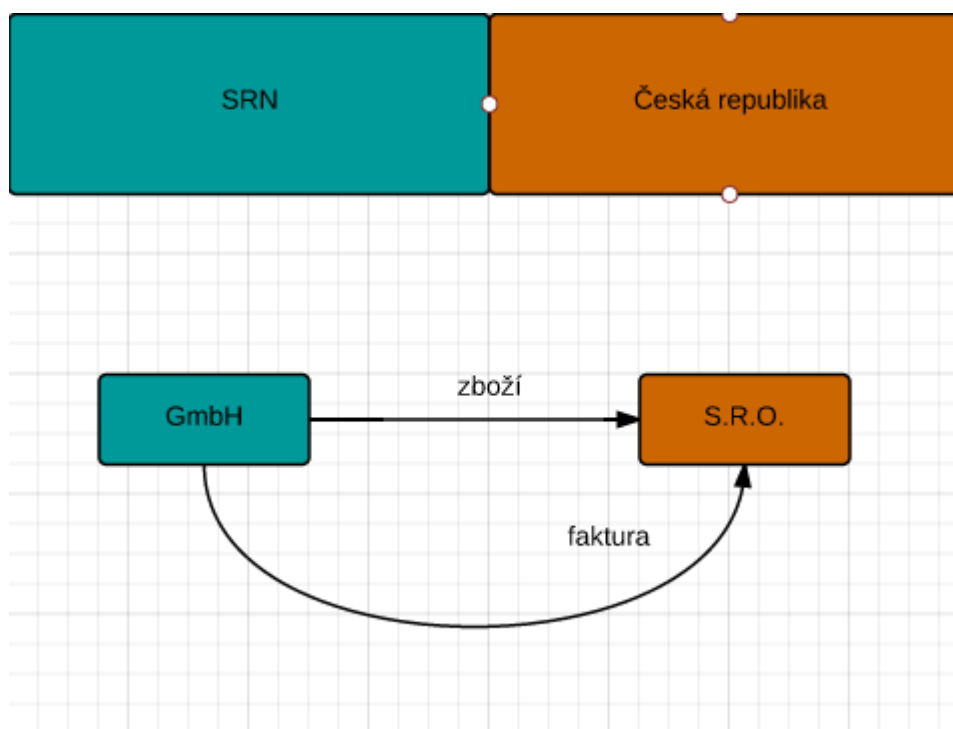 SRN
Česká republika
zboží
GmbH
S.R.O.
faktura